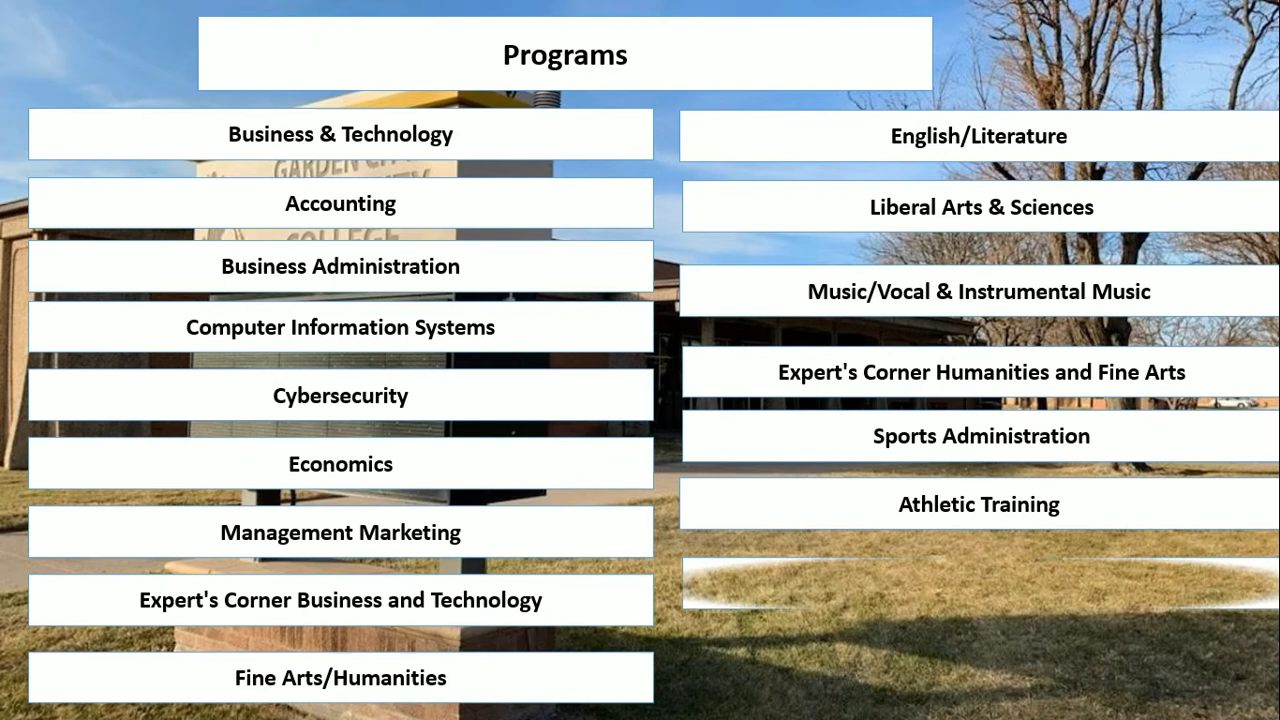 Programs
Business & Technology
Accounting
Business Administration
Computer Information Systems
Cybersecurity
Economics
Management Marketing
Expert's Corner Business and Technology
Fine Arts/Humanities
English/Literature
Liberal Arts & Sciences
Music/Vocal & Instrumental Music
Expert's Corner Humanities and Fine Arts
Sports Administration
Athletic Training
GARDEN
COLLEGE